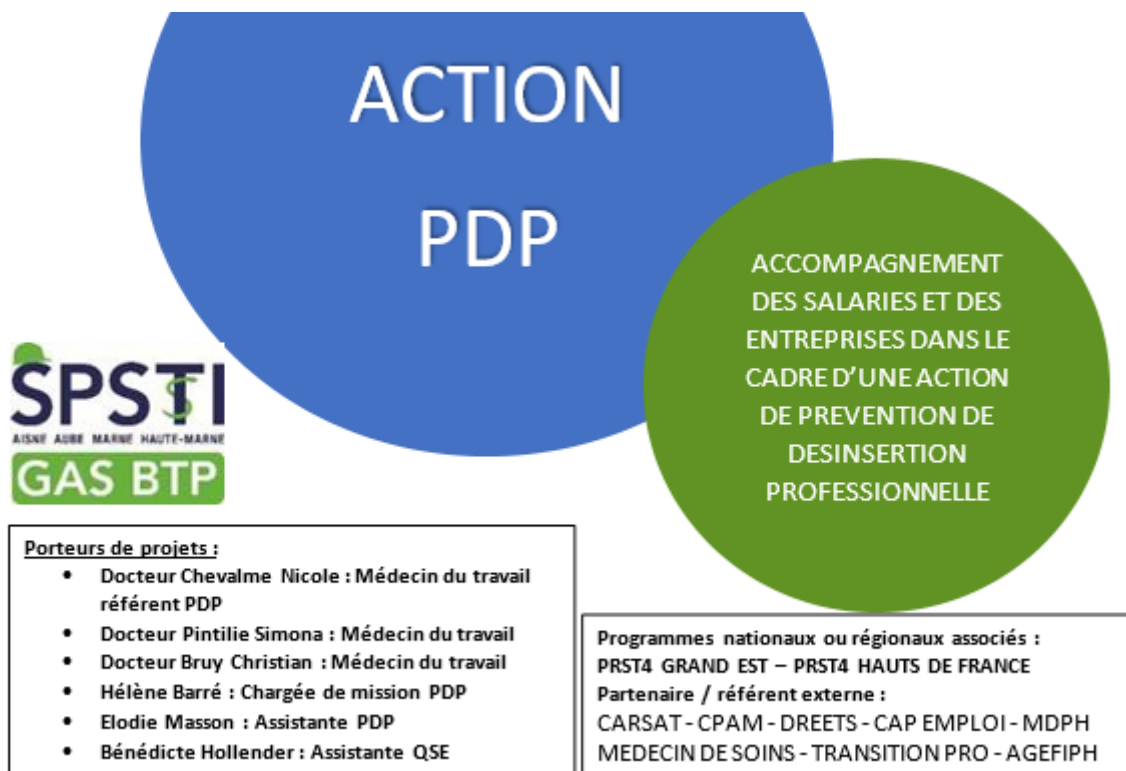 ACTION
PDP
ACCOMPAGNEMENT
DES SALARIES ET DES
ENTREPRISES DANS LE
CADRE D'UNE ACTION
DE PREVENTION DE
DESINSERTION
PROFESSIONNELLE
SPSTI
AISNE AUBE MARNE HAUTE-MARNE
GAS BTP
Porteurs de projets :
• Docteur Chevalme Nicole : Médecin du travail
référent PDP
• Docteur Pintilie Simona : Médecin du travail
• Docteur Bruy Christian : Médecin du travail
• Hélène Barré : Chargée de mission PDP
• Elodie Masson : Assistante PDP
• Bénédicte Hollender : Assistante QSE
Programmes nationaux ou régionaux associés :
PRST4 GRAND EST – PRST4 HAUTS DE FRANCE
Partenaire / référent externe :
CARSAT - CPAM - DREETS - CAP EMPLOI - MDPH
MEDECIN DE SOINS - TRANSITION PRO - AGEFIPH